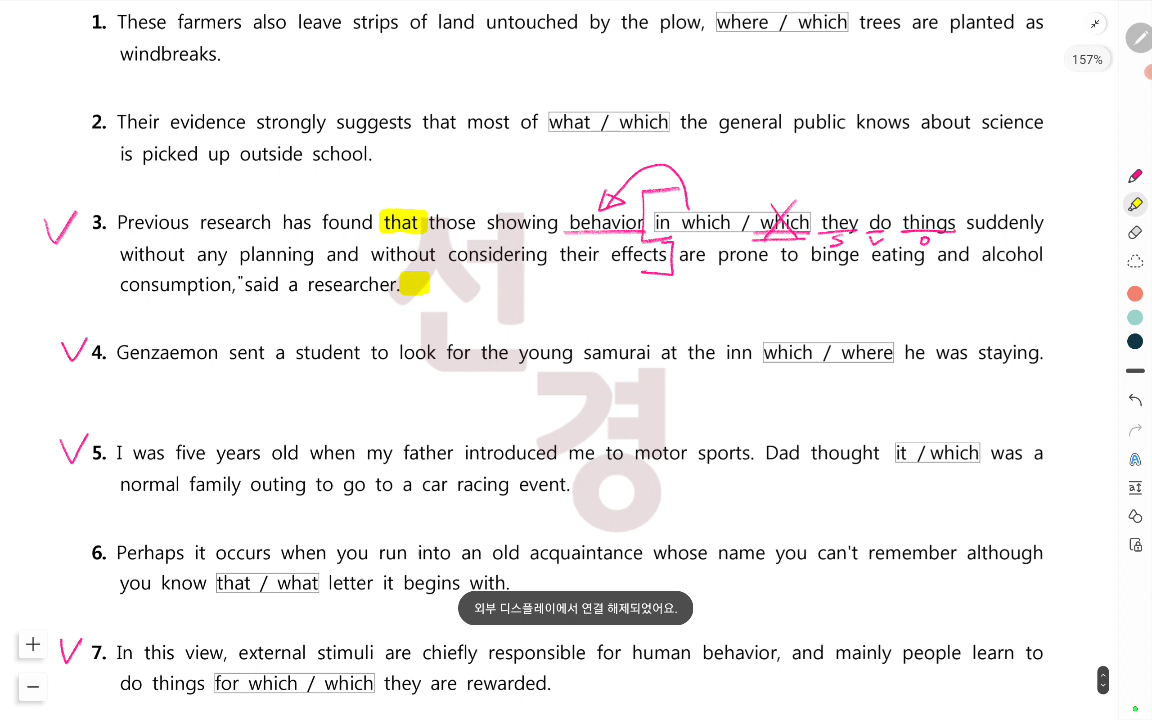 1. These farmers also leave strips of land untouched by the plow, where / which trees are planted as
windbreaks.
2. Their evidence strongly suggests that most of what / which the general public knows about science
is picked up outside school.
3. Previous research has found that those showing behavior in which / which they do things suddenly
S V O
without any planning and without considering their effects are prone to binge eating and alcohol
consumption,"said a researcher.
4. Genzaemon sent a student to look for the young samurai at the inn which / where he was staying.
5. I was five years old when my father introduced me to motor sports. Dad thought it / which was a
normal family outing to go to a car racing event.
6. Perhaps it occurs when you run into an old acquaintance whose name you can't remember although
you know that / what letter it begins with.
외부 디스플레이에서 연결 해제되었어요.
7. In this view, external stimuli are chiefly responsible for human behavior, and mainly people learn to
do things for which / which they are rewarded.
157%
선
경